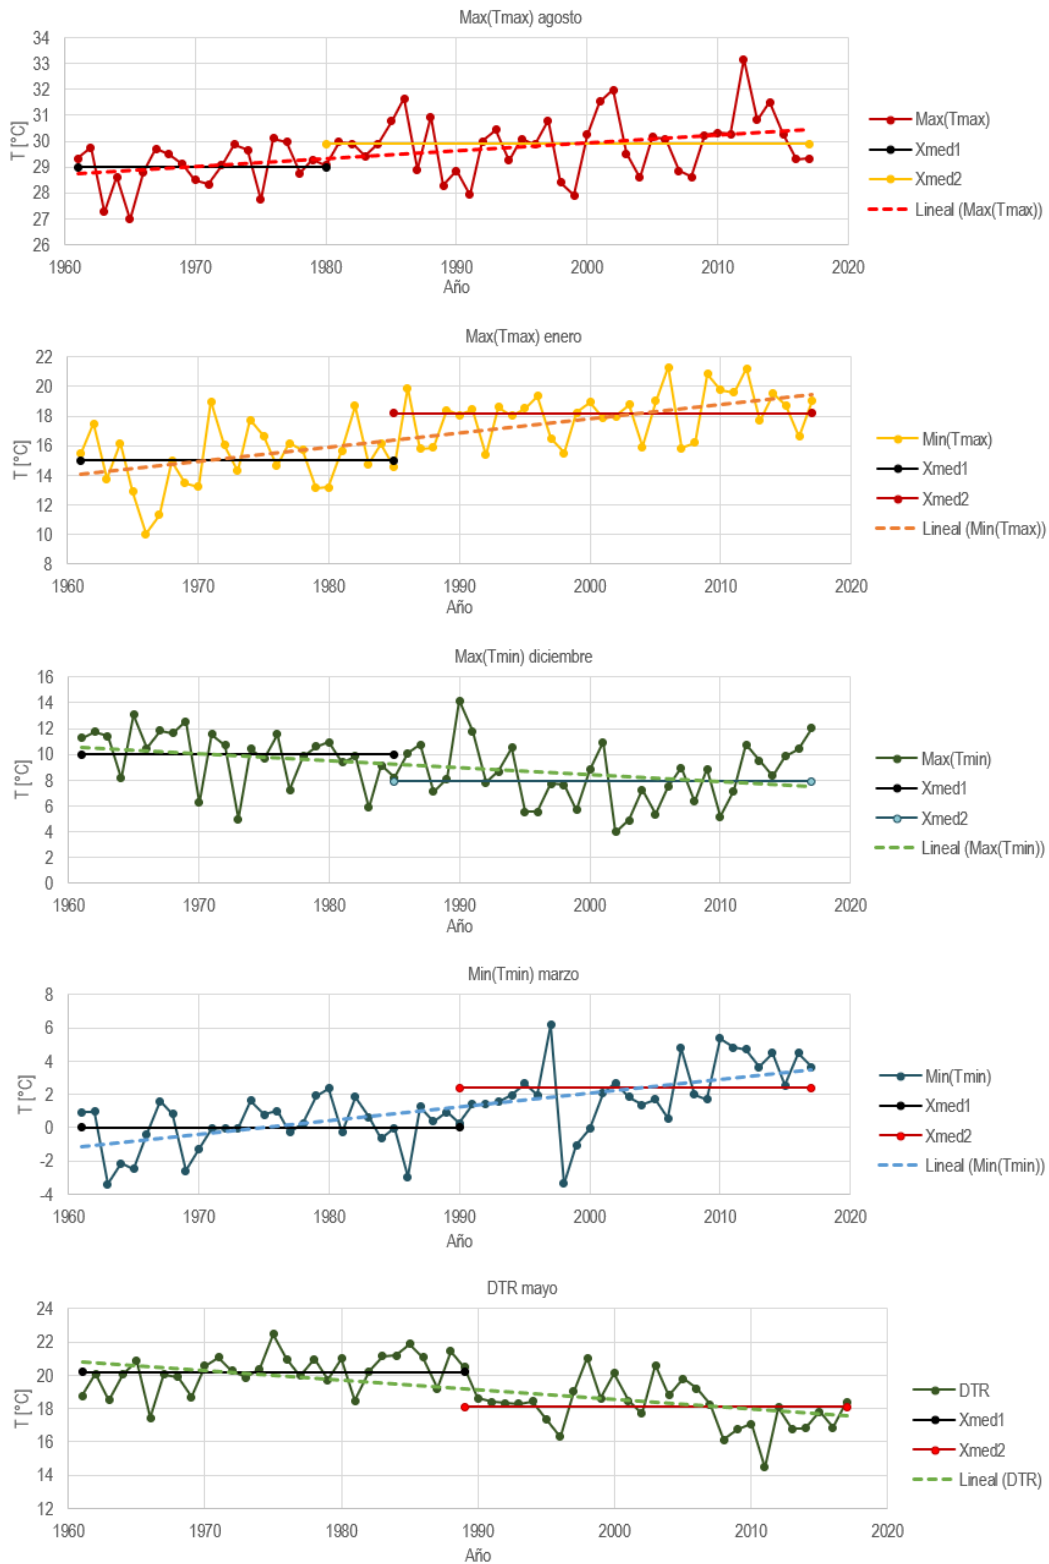 Max(Tmax) agosto
34
33
32
31
30
29
28
27
26
T [°C]
1960
1970
1980
1990
2000
2010
2020
Año
Max(Tmax)
Xmed1
Xmed2
Lineal (Max(Tmax))
Max(Tmax) enero
22
20
18
16
14
12
10
8
T [°C]
1960
1970
1980
1990
2000
2010
2020
Año
Min(Tmax)
Xmed1
Xmed2
Lineal (Min(Tmax))
Max(Tmin) diciembre
16
14
12
10
8
6
4
2
0
T [°C]
1960
1970
1980
1990
2000
2010
2020
Año
Max(Tmin)
Xmed1
Xmed2
Lineal (Max(Tmin))
Min(Tmin) marzo
8
6
4
2
0
-2
-4
T [°C]
1960
1970
1980
1990
2000
2010
2020
Año
Min(Tmin)
Xmed1
Xmed2
Lineal (Min(Tmin))
DTR mayo
24
22
20
18
16
14
12
T [°C]
1960
1970
1980
1990
2000
2010
2020
Año
DTR
Xmed1
Xmed2
Lineal (DTR)